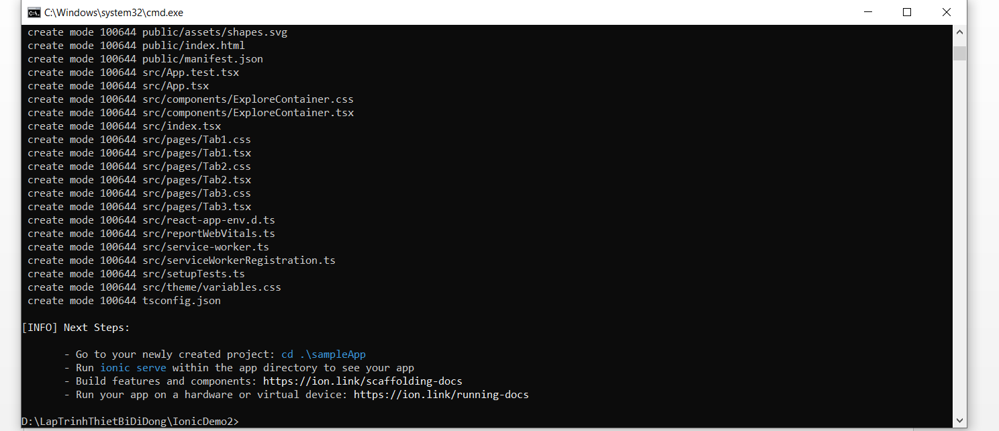 C:\Windows\system32\cmd.exe
create mode 100644 public/assets/shapes.svg
create mode 100644 public/index.html
create mode 100644 public/manifest.json
create mode 100644 src/App.test.tsx
create mode 100644 src/App.tsx
create mode 100644 src/components/ExploreContainer.css
create mode 100644 src/components/ExploreContainer.tsx
create mode 100644 src/index.tsx
create mode 100644 src/pages/Tab1.css
create mode 100644 src/pages/Tab1.tsx
create mode 100644 src/pages/Tab2.css
create mode 100644 src/pages/Tab2.tsx
create mode 100644 src/pages/Tab3.css
create mode 100644 src/pages/Tab3.tsx
create mode 100644 src/react-app-env.d.ts
create mode 100644 src/reportWebVitals.ts
create mode 100644 src/service-worker.ts
create mode 100644 src/serviceWorkerRegistration.ts
create mode 100644 src/setupTests.ts
create mode 100644 src/theme/variables.css
create mode 100644 tsconfig.json
[INFO] Next Steps:
- Go to your newly created project: cd .\sampleApp
- Run ionic serve within the app directory to see your app
- Build features and components: https://ion.link/scaffolding-docs
- Run your app on a hardware or virtual device: https://ion.link/running-docs
D:\LapTrinhThietBiDiDong\IonicDemo2>